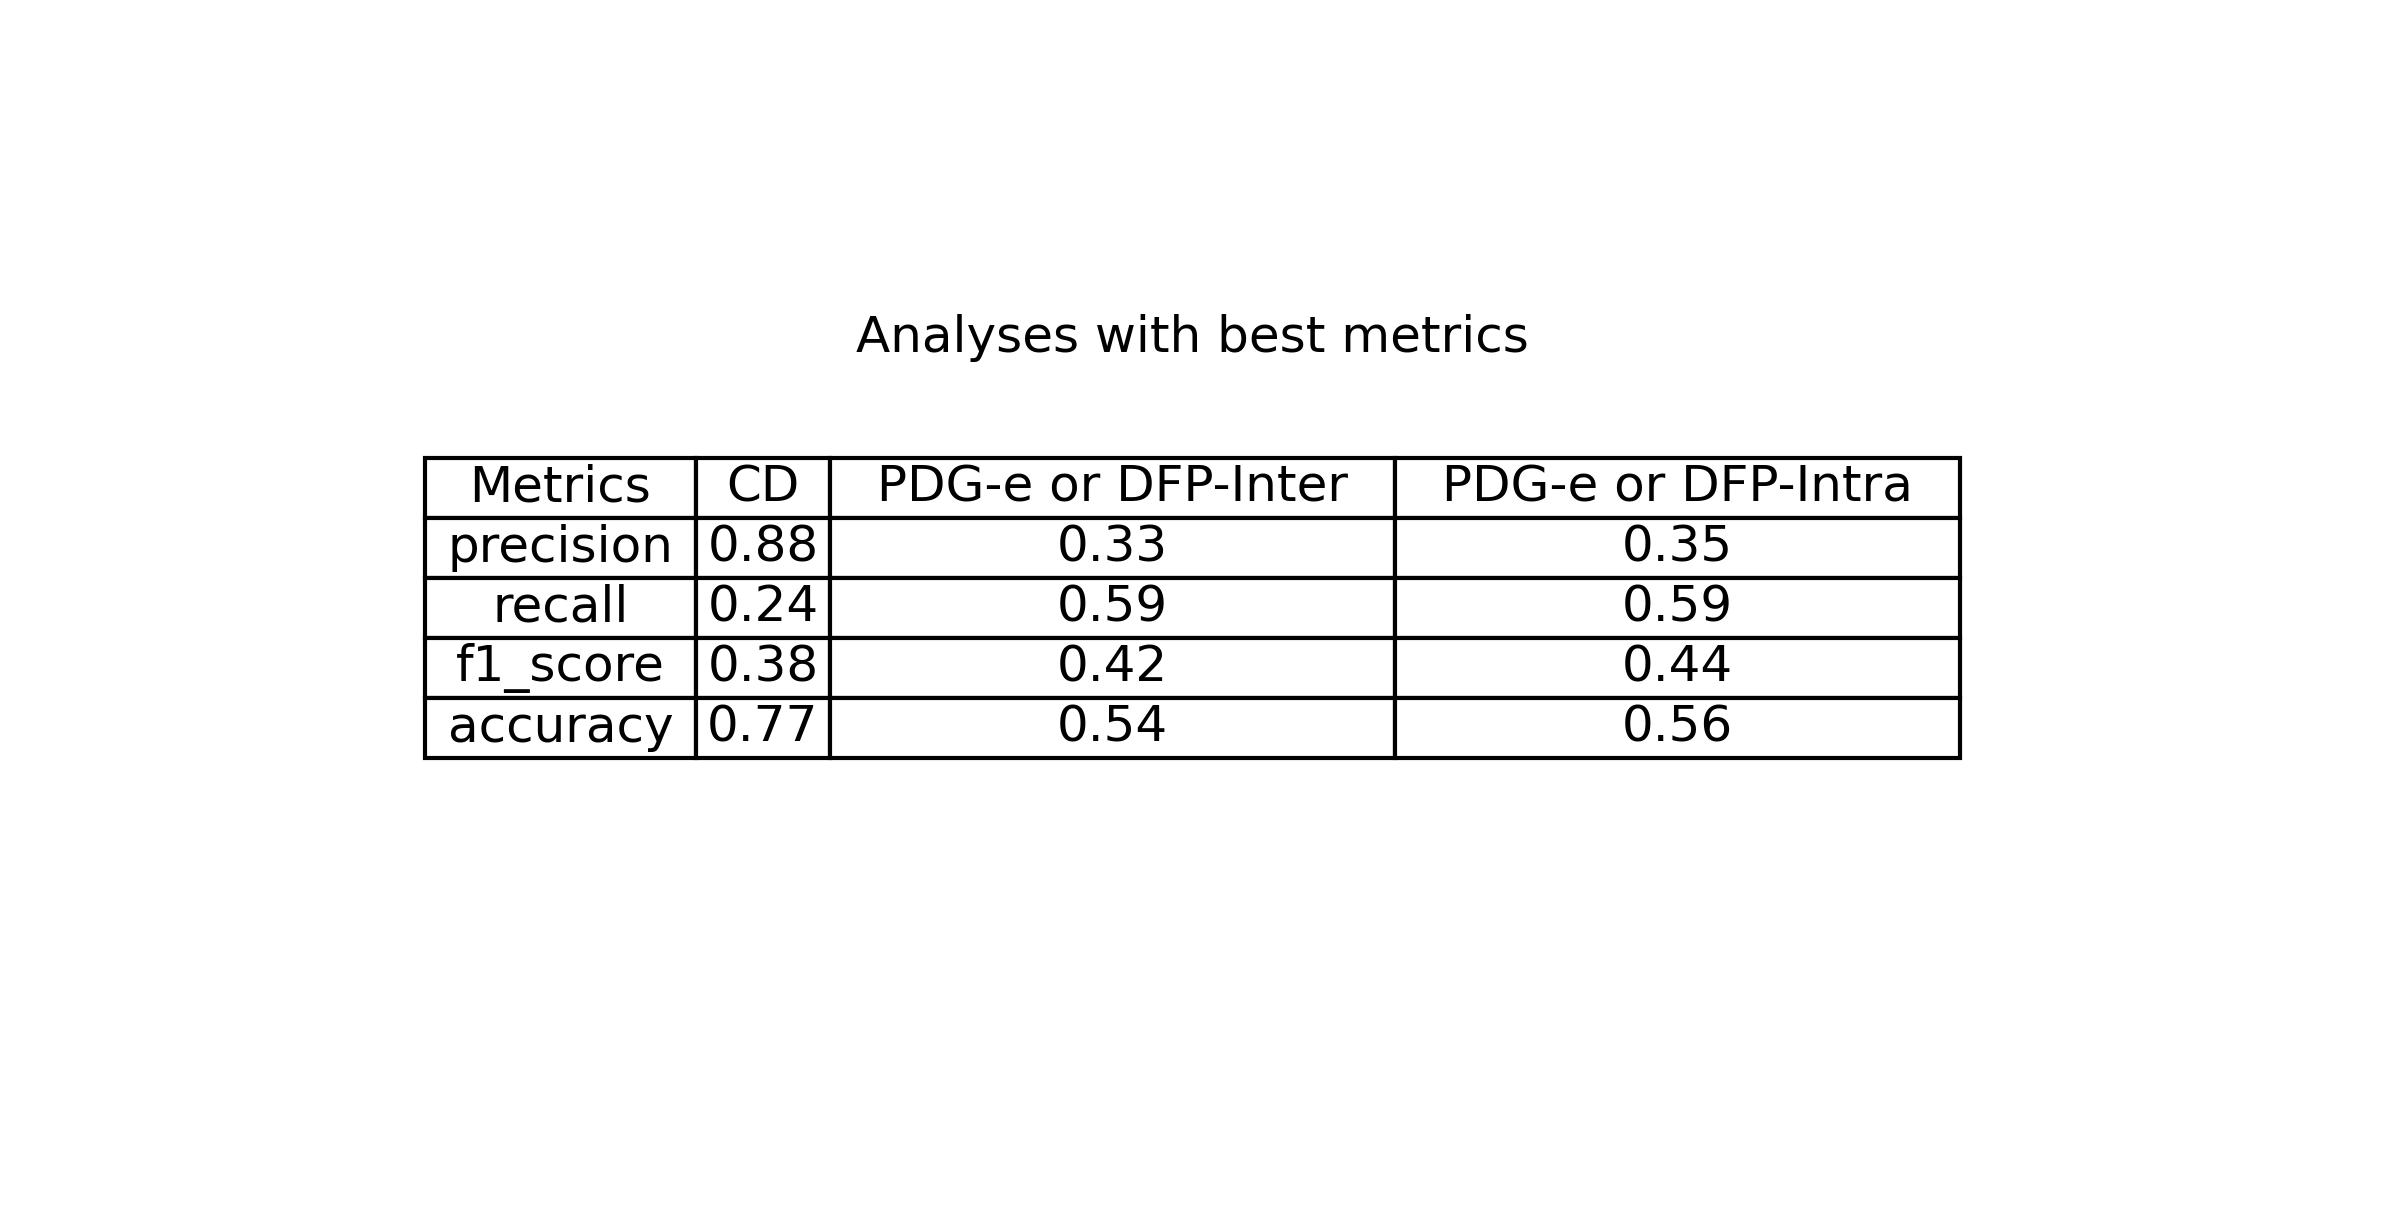 Analyses with best metrics
Metrics CD PDG-e or DFP-Inter PDG-e or DFP-Intra
precision 0.88 0.33 0.35
recall 0.24 0.59 0.59
f1_score 0.38 0.42 0.44
accuracy 0.77 0.54 0.56